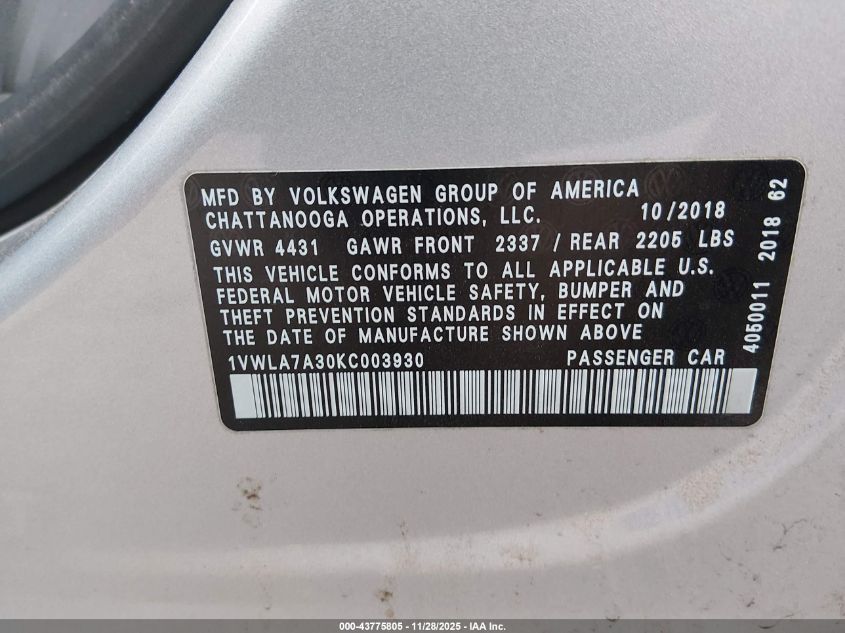 MFD BY VOLKSWAGEN GROUP OF AMERICA
CHATTANOOGA OPERATIONS, LLC. 10/2018
GVWR 4431 GAWR FRONT 2337 / REAR 2205 LBS
THIS VEHICLE CONFORMS TO ALL APPLICABLE U.S.
FEDERAL MOTOR VEHICLE SAFETY, BUMPER AND
THEFT PREVENTION STANDARDS IN EFFECT ON
THE DATE OF MANUFACTURE SHOWN ABOVE
1VWLA7A30KC003930 PASSENGER CAR
4050011 2018 62
000-43775805 - 11/28/2025 - IAA Inc.